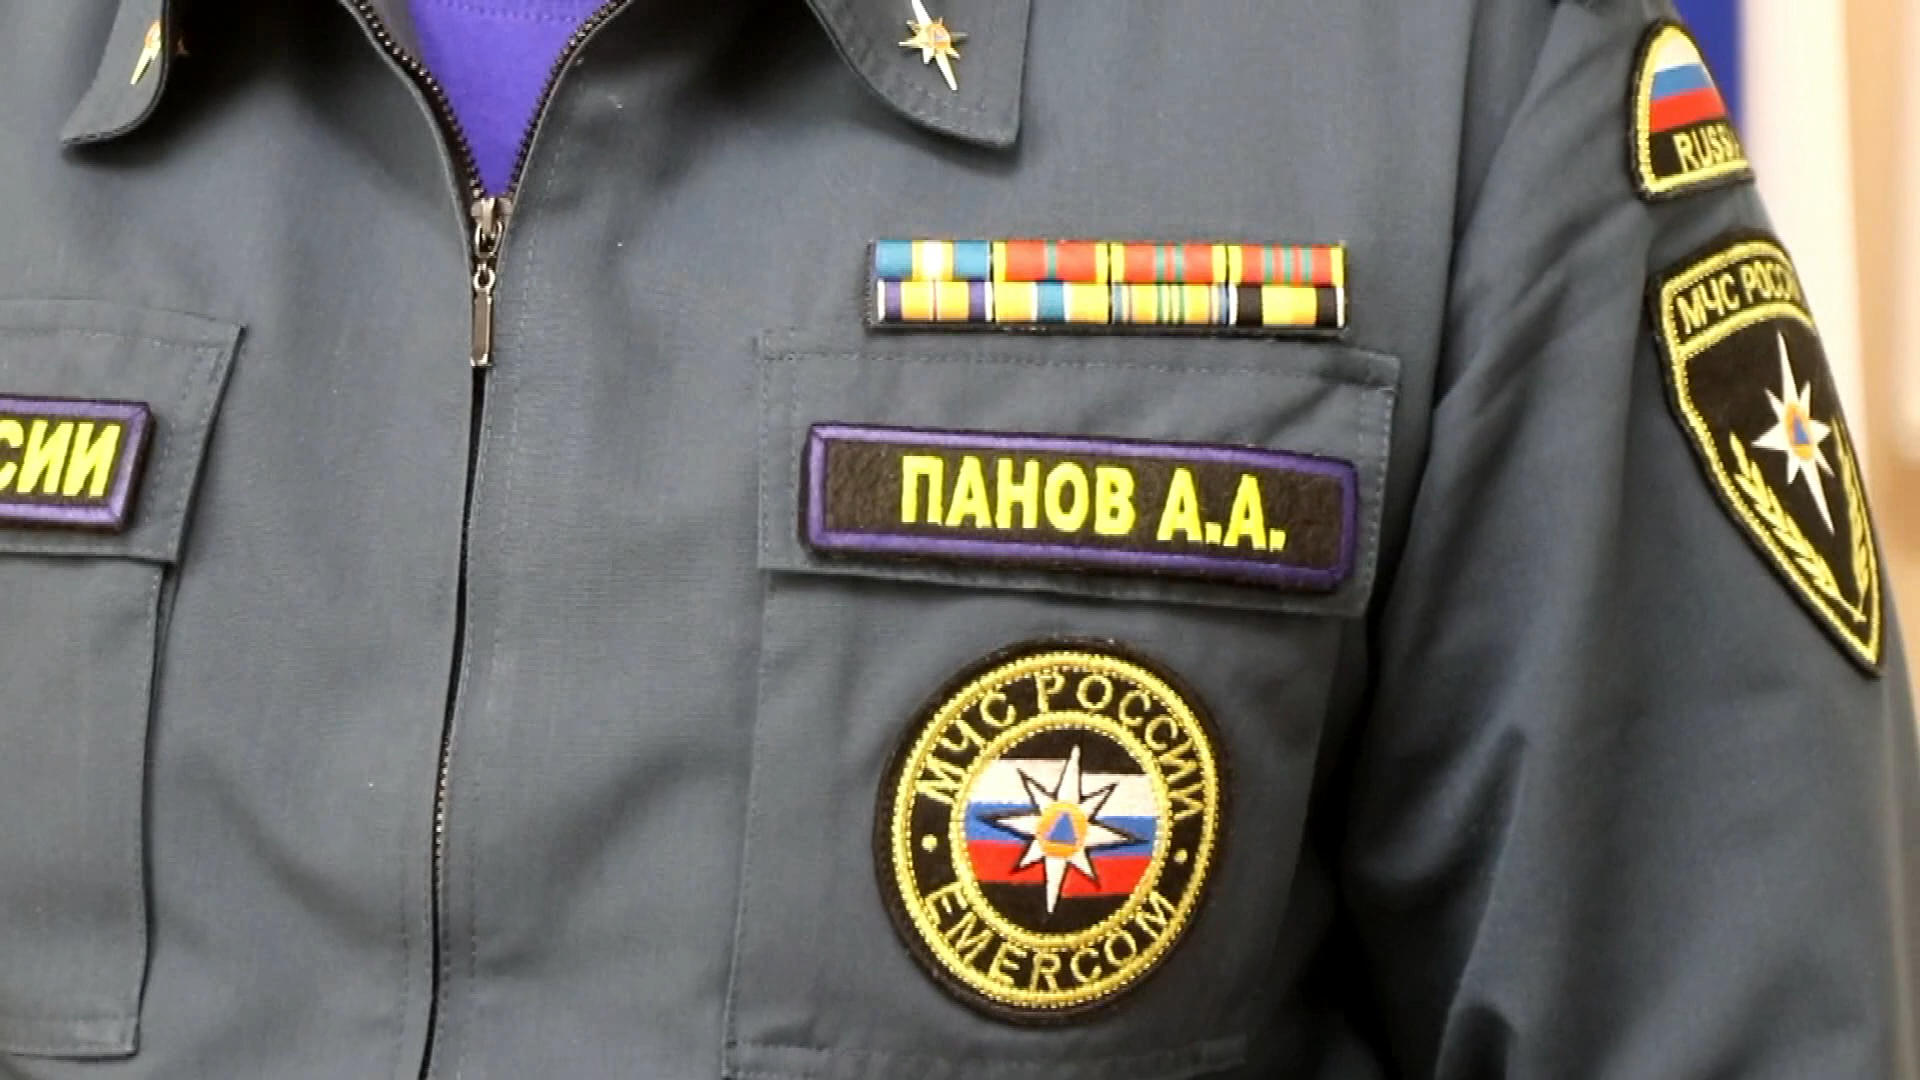 RUSSIA
МЧС РОССИИ
СИИ
ПАНОВ А.А.
МЧС РОССИИ
EMERCOM